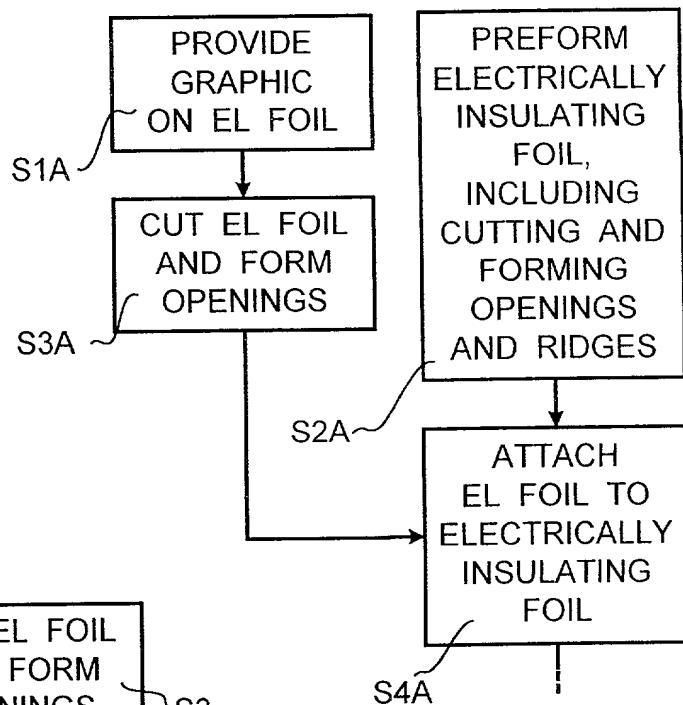 PROVIDE
GRAPHIC
ON EL FOIL
S1A
CUT EL FOIL
AND FORM
OPENINGS
S3A
PREFORM
ELECTRICALLY
INSULATING
FOIL,
INCLUDING
CUTTING AND
FORMING
OPENINGS
AND RIDGES
S2A
ATTACH
EL FOIL TO
ELECTRICALLY
INSULATING
FOIL
S4A
EL FOIL
FORM